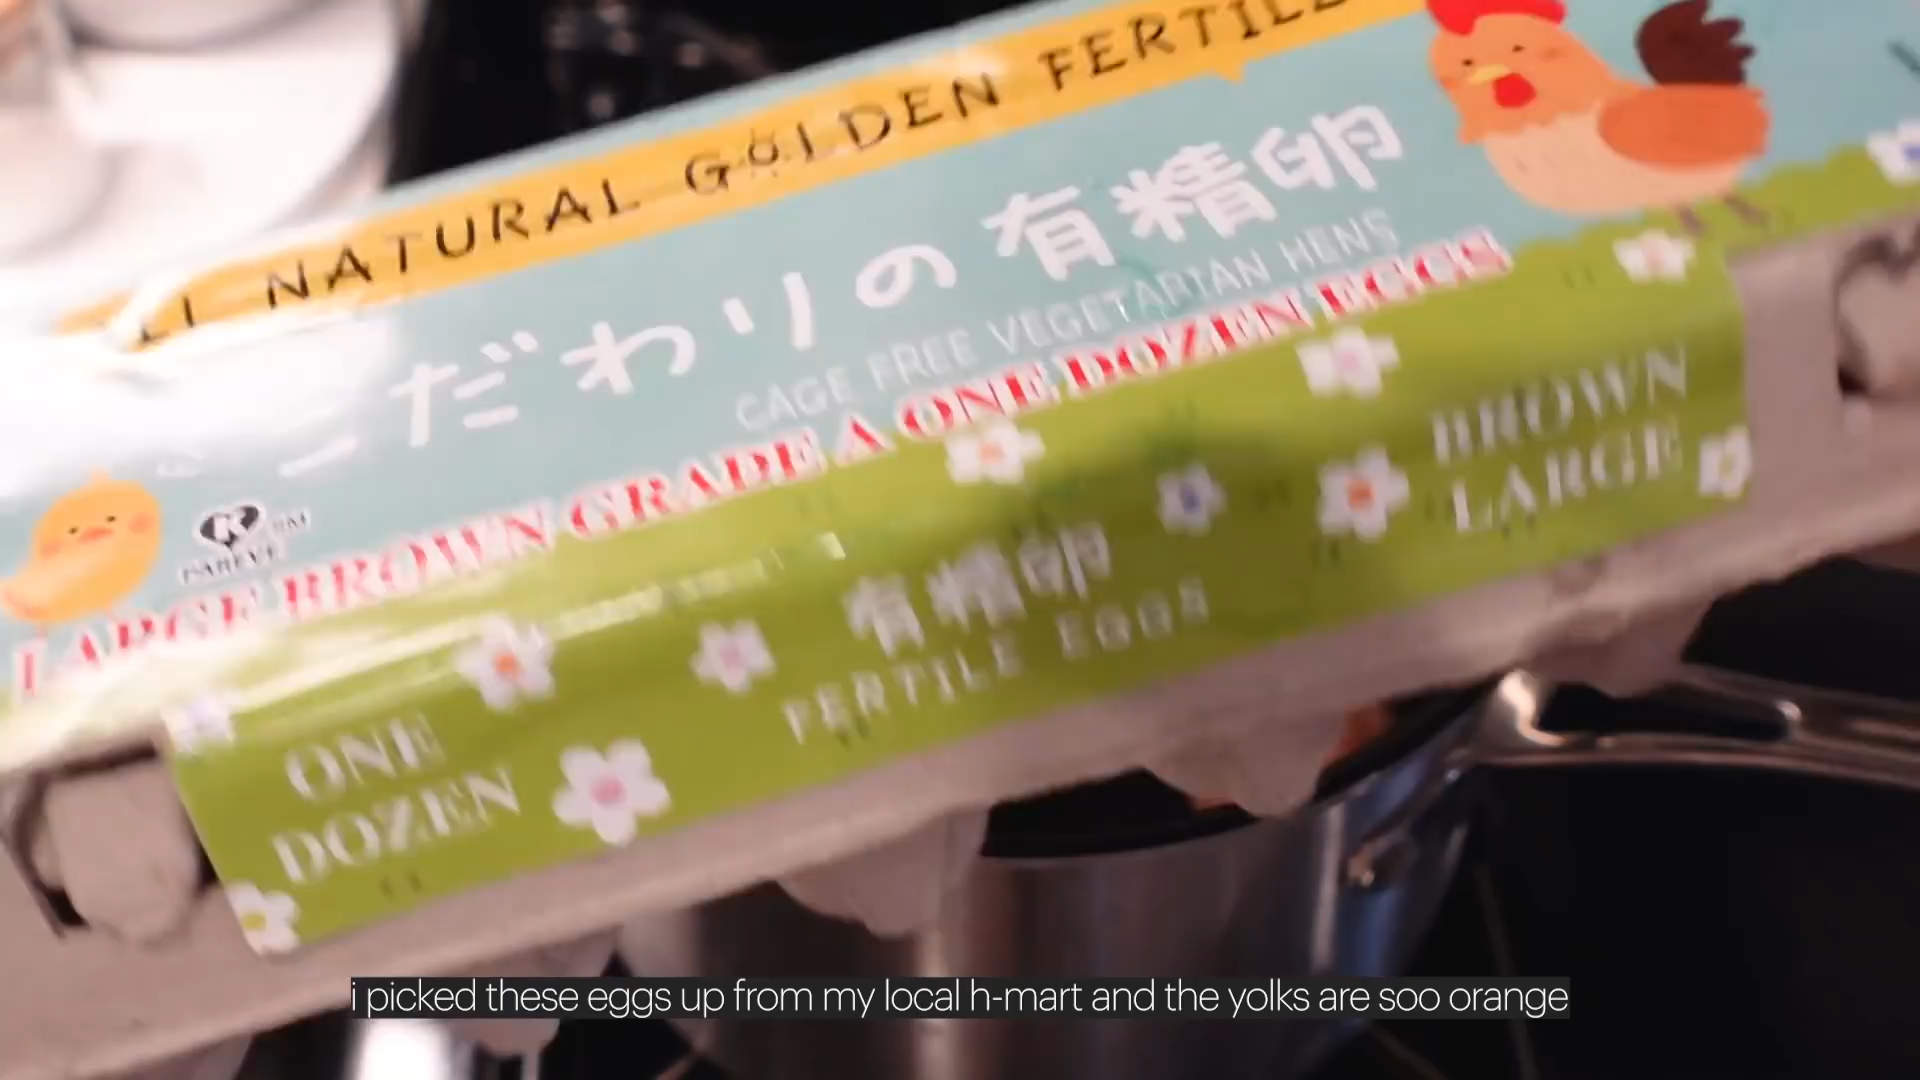 NATURAL GOLDEN FERTILE
こだわりの有精卵
CAGE FREE VEGETARIAN HENS
LARGE BROWN GRADE A ONE DOZEN EGGS
K SM
PAREVE
BROWN
LARGE
有精卵
FERTILE EGGS
ONE
DOZEN
i picked these eggs up from my local h-mart and the yolks are soo orange